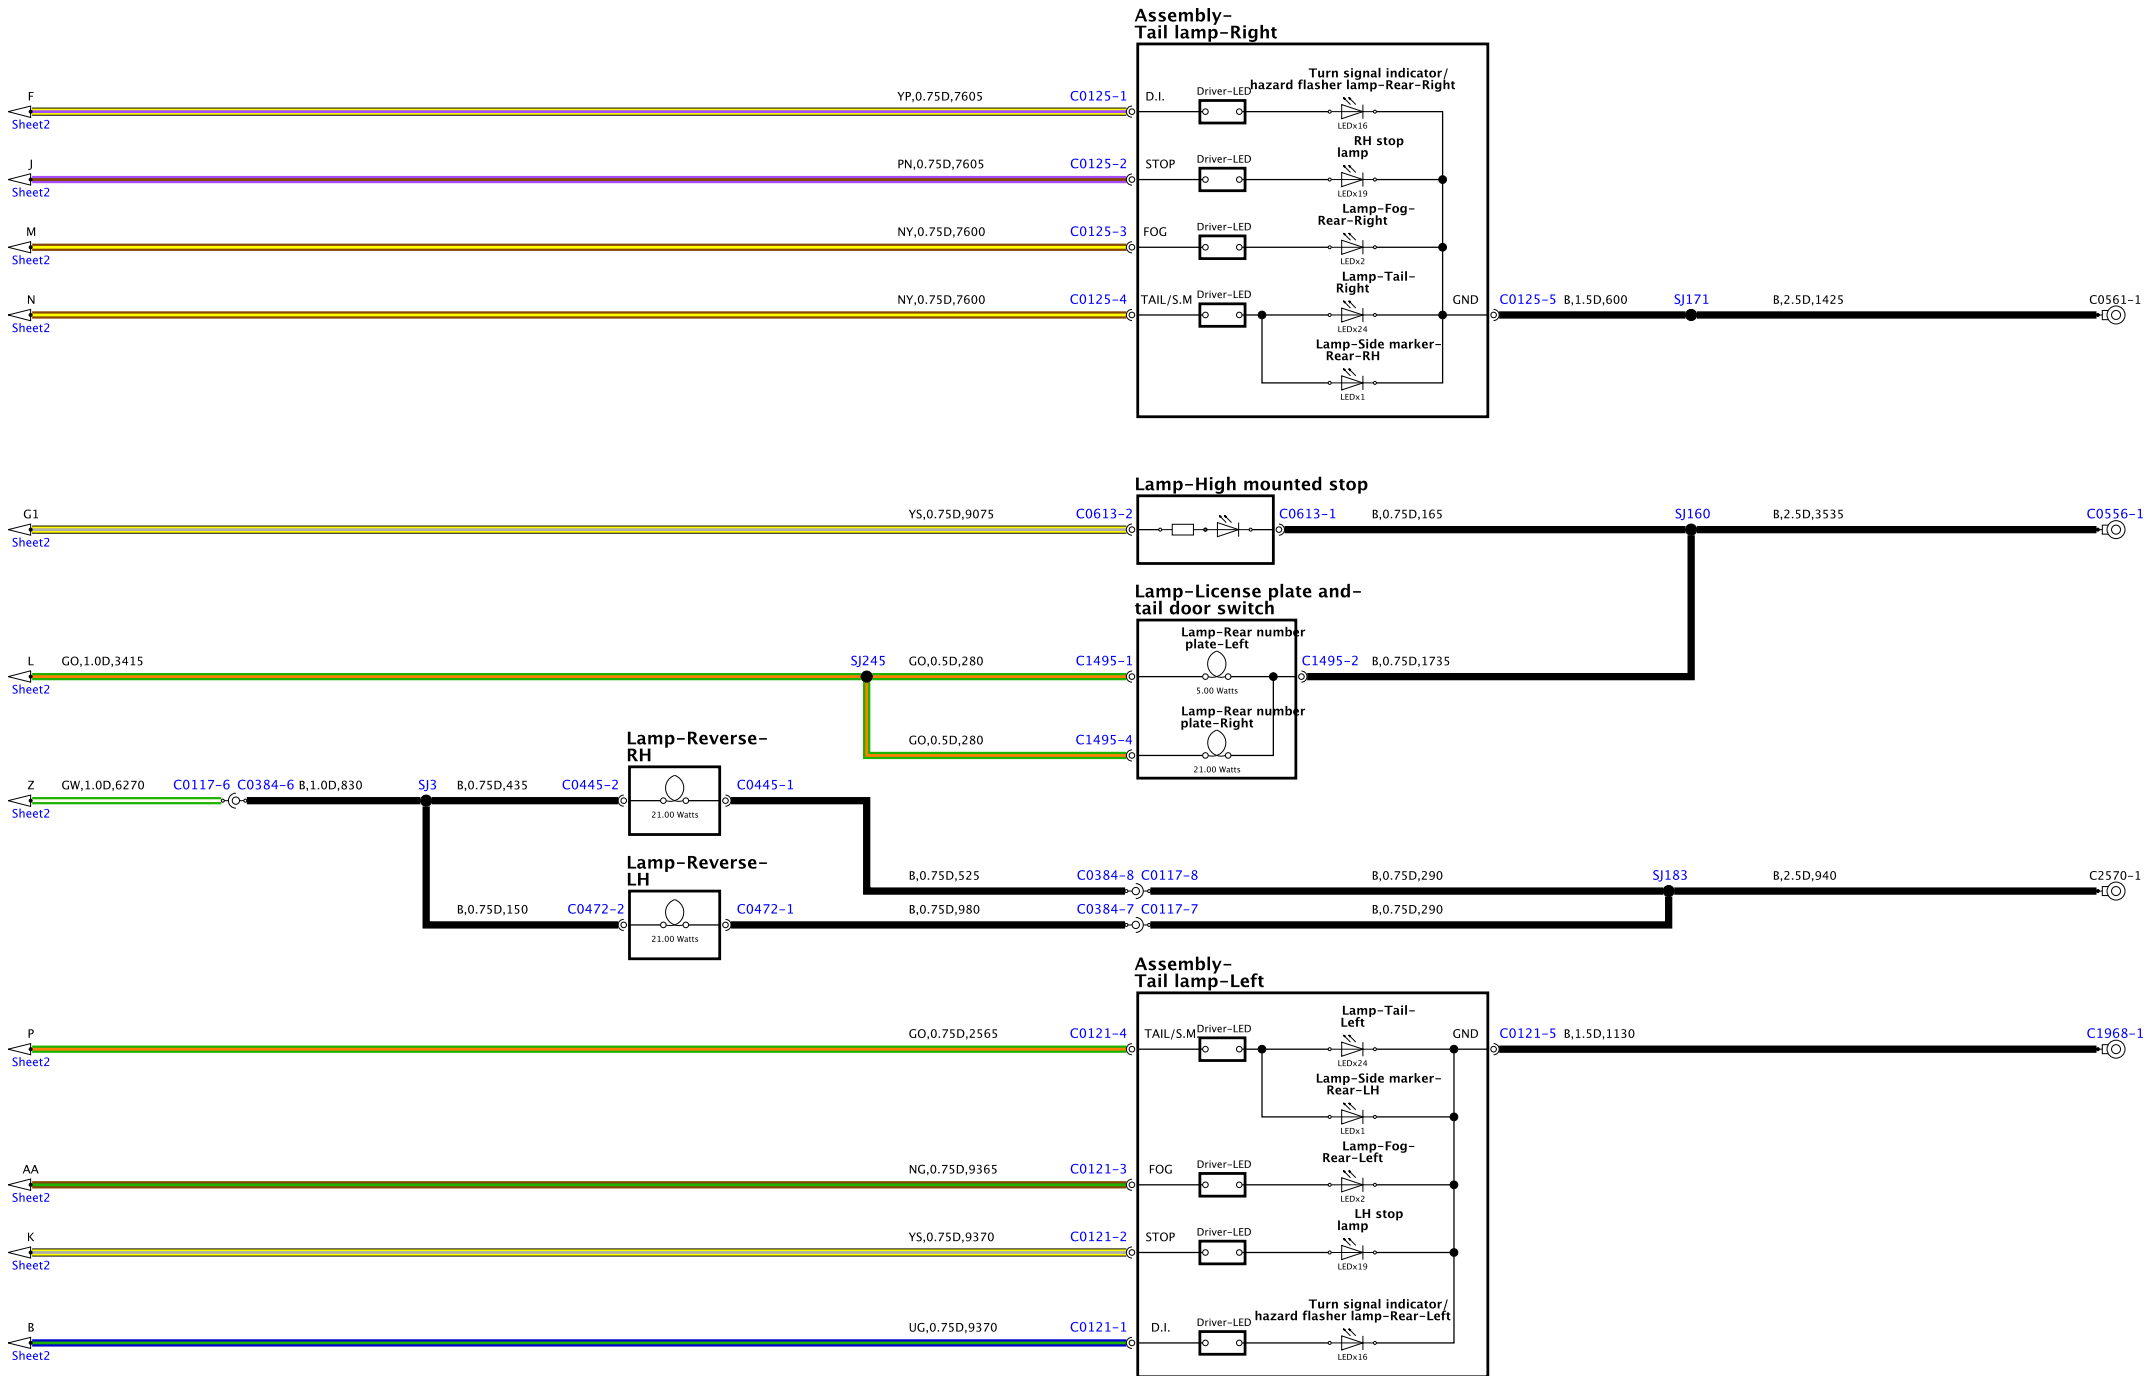 Assembly-
Tail lamp-Right
Turn signal indicator/
hazard flasher lamp-Rear-Right
F
YP,0.75D,7605
C0125-1
D.I.
Driver-LED
Sheet2
LEDx16
RH stop
lamp
J
PN,0.75D,7605
C0125-2
STOP
Driver-LED
Sheet2
LEDx19
Lamp-Fog-
Rear-Right
M
NY,0.75D,7600
C0125-3
FOG
Driver-LED
Sheet2
LEDx2
Lamp-Tail-
Right
N
NY,0.75D,7600
C0125-4
TAIL/S.M
Driver-LED
GND
C0125-5
B,1.5D,600
SJ171
B,2.5D,1425
C0561-1
Sheet2
LEDx24
Lamp-Side marker-
Rear-RH
LEDx1
Lamp-High mounted stop
G1
YS,0.75D,9075
C0613-2
C0613-1
B,0.75D,165
SJ160
B,2.5D,3535
C0556-1
Sheet2
Lamp-License plate and-
tail door switch
Lamp-Rear number
plate-Left
L
GO,1.0D,3415
SJ245
GO,0.5D,280
C1495-1
C1495-2
B,0.75D,1735
Sheet2
5.00 Watts
Lamp-Rear number
plate-Right
GO,0.5D,280
C1495-4
21.00 Watts
Lamp-Reverse-
RH
Z
GW,1.0D,6270
C0117-6
C0384-6
B,1.0D,830
SJ3
B,0.75D,435
C0445-2
C0445-1
Sheet2
21.00 Watts
Lamp-Reverse-
LH
B,0.75D,525
C0384-8
C0117-8
B,0.75D,290
SJ183
B,2.5D,940
C2570-1
B,0.75D,150
C0472-2
C0472-1
B,0.75D,980
C0384-7
C0117-7
B,0.75D,290
21.00 Watts
Assembly-
Tail lamp-Left
Lamp-Tail-
Left
P
GO,0.75D,2565
C0121-4
TAIL/S.M
Driver-LED
GND
C0121-5
B,1.5D,1130
C1968-1
Sheet2
LEDx24
Lamp-Side marker-
Rear-LH
LEDx1
Lamp-Fog-
Rear-Left
AA
NG,0.75D,9365
C0121-3
FOG
Driver-LED
Sheet2
LEDx2
LH stop
lamp
K
YS,0.75D,9370
C0121-2
STOP
Driver-LED
Sheet2
LEDx19
Turn signal indicator/
hazard flasher lamp-Rear-Left
B
UG,0.75D,9370
C0121-1
D.I.
Driver-LED
Sheet2
LEDx16